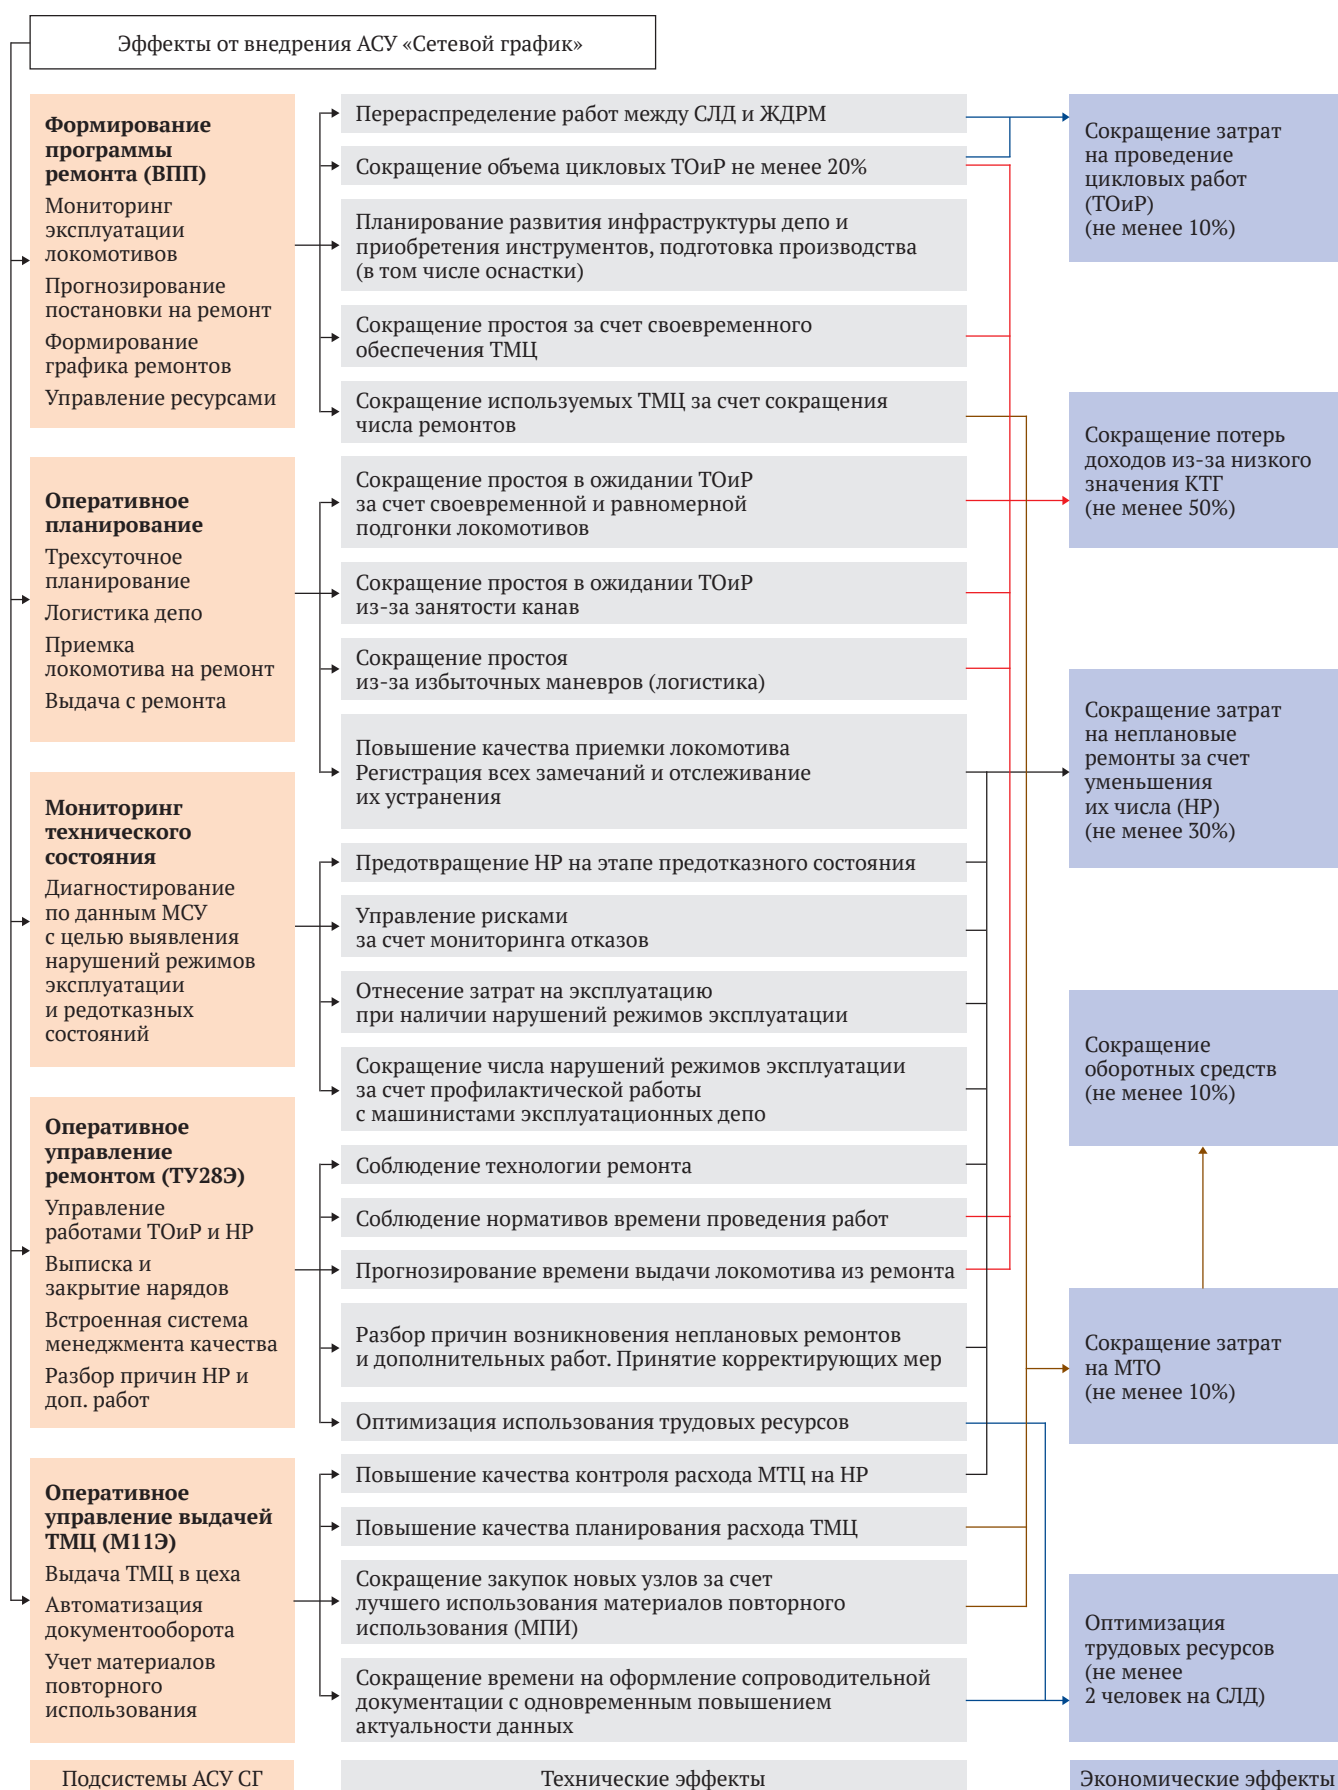 Эффекты от внедрения АСУ «Сетевой график»
Формирование
программы
ремонта (ВПП)
Мониторинг
эксплуатации
локомотивов
Прогнозирование
постановки на ремонт
Формирование
графика ремонтов
Управление ресурсами
Оперативное
планирование
Трехсуточное
планирование
Логистика депо
Приемка
локомотива на ремонт
Выдача с ремонта
Мониторинг
технического
состояния
Диагностирование
по данным МСУ
с целью выявления
нарушений режимов
эксплуатации
и редотказных
состояний
Оперативное
управление
ремонтом (ТУ28Э)
Управление
работами ТОиР и НР
Выписка и
закрытие нарядов
Встроенная система
менеджмента качества
Разбор причин НР и
доп. работ
Оперативное
управление выдачей
ТМЦ (М11Э)
Выдача ТМЦ в цеха
Автоматизация
документооборота
Учет материалов
повторного
использования
Подсистемы АСУ СГ
Перераспределение работ между СЛД и ЖДРМ
Сокращение объема цикловых ТОиР не менее 20%
Планирование развития инфраструктуры депо и
приобретения инструментов, подготовка производства
(в том числе оснастки)
Сокращение простоя за счет своевременного
обеспечения ТМЦ
Сокращение используемых ТМЦ за счет сокращения
числа ремонтов
Сокращение простоя в ожидании ТОиР
за счет своевременной и равномерной
подгонки локомотивов
Сокращение простоя в ожидании ТОиР
из-за занятости канав
Сокращение простоя
из-за избыточных маневров (логистика)
Повышение качества приемки локомотива
Регистрация всех замечаний и отслеживание
их устранения
Предотвращение НР на этапе предотказного состояния
Управление рисками
за счет мониторинга отказов
Отнесение затрат на эксплуатацию
при наличии нарушений режимов эксплуатации
Сокращение числа нарушений режимов эксплуатации
за счет профилактической работы
с машинистами эксплуатационных депо
Соблюдение технологии ремонта
Соблюдение нормативов времени проведения работ
Прогнозирование времени выдачи локомотива из ремонта
Разбор причин возникновения неплановых ремонтов
и дополнительных работ. Принятие корректирующих мер
Оптимизация использования трудовых ресурсов
Повышение качества контроля расхода МТЦ на НР
Повышение качества планирования расхода ТМЦ
Сокращение закупок новых узлов за счет
лучшего использования материалов повторного
использования (МПИ)
Сокращение времени на оформление сопроводительной
документации с одновременным повышением
актуальности данных
Технические эффекты
Сокращение затрат
на проведение
цикловых работ
(ТОиР)
(не менее 10%)
Сокращение потерь
доходов из-за низкого
значения КТГ
(не менее 50%)
Сокращение затрат
на неплановые
ремонты за счет
уменьшения
их числа (НР)
(не менее 30%)
Сокращение
оборотных средств
(не менее 10%)
Сокращение затрат
на МТО
(не менее 10%)
Оптимизация
трудовых ресурсов
(не менее
2 человек на СЛД)
Экономические эффекты